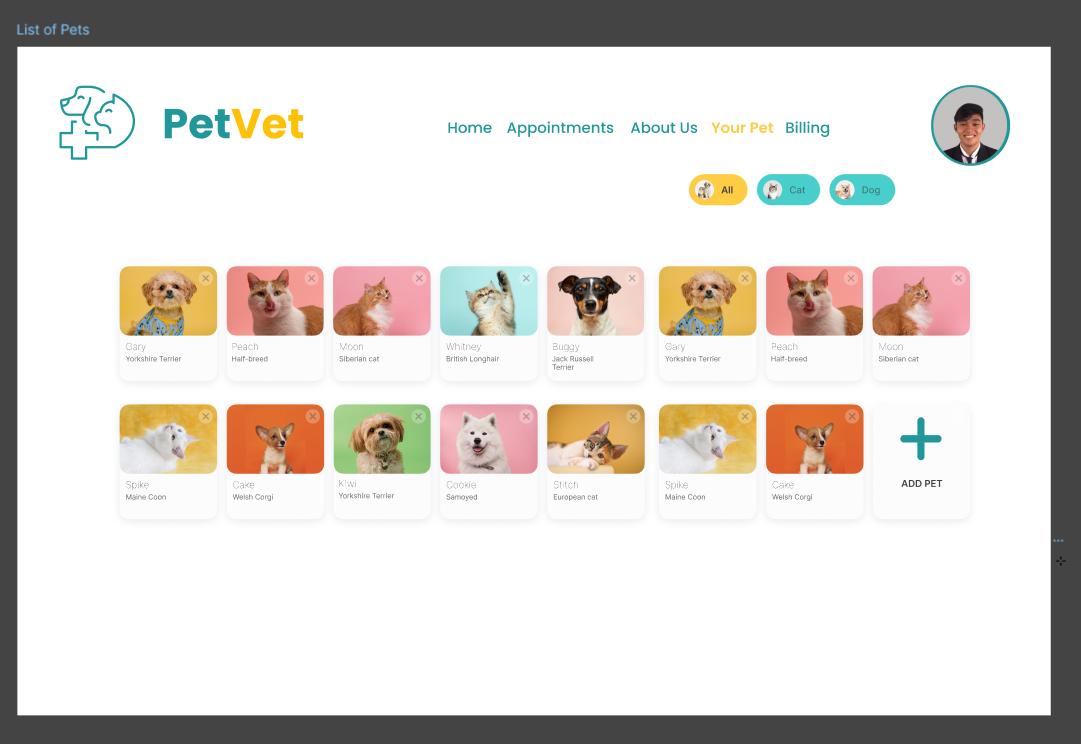 List of Pets
PetVet
Home Appointments About Us Your Pet Billing
All Cat Dog
Gary Peach Moon Whitney Buggy Gary Peach Moon
Yorkshire Terrier Half-breed Siberian cat British Longhair Jack Russell Yorkshire Terrier Half-breed Siberian cat
Terrier
Spike Cake Kiwi Cookie Stitch Spike Cake ADD PET
Maine Coon Welsh Corgi Yorkshire Terrier Samoyed European cat Maine Coon Welsh Corgi